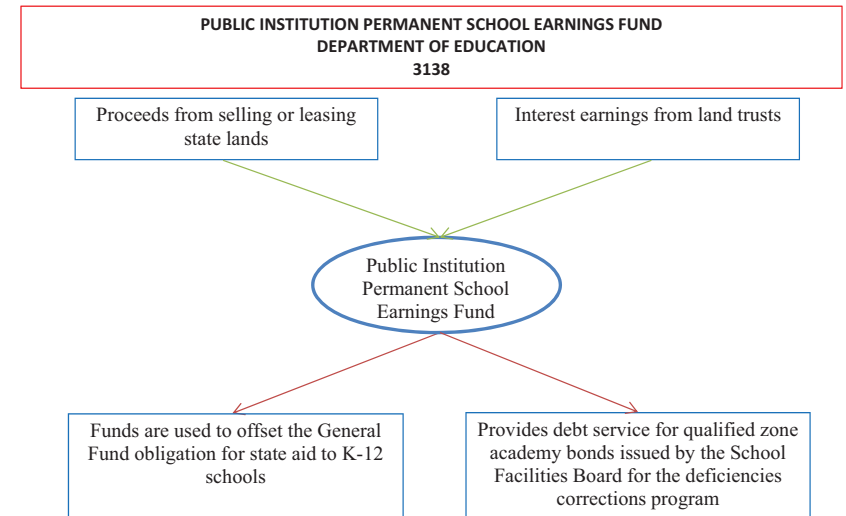 PUBLIC INSTITUTION PERMANENT SCHOOL EARNINGS FUND
DEPARTMENT OF EDUCATION
3138
Proceeds from selling or leasing
state lands
Interest earnings from land trusts
Public Institution
Permanent School
Earnings Fund
Funds are used to offset the General
Fund obligation for state aid to K-12
schools
Provides debt service for qualified zone
academy bonds issued by the School
Facilities Board for the deficiencies
corrections program